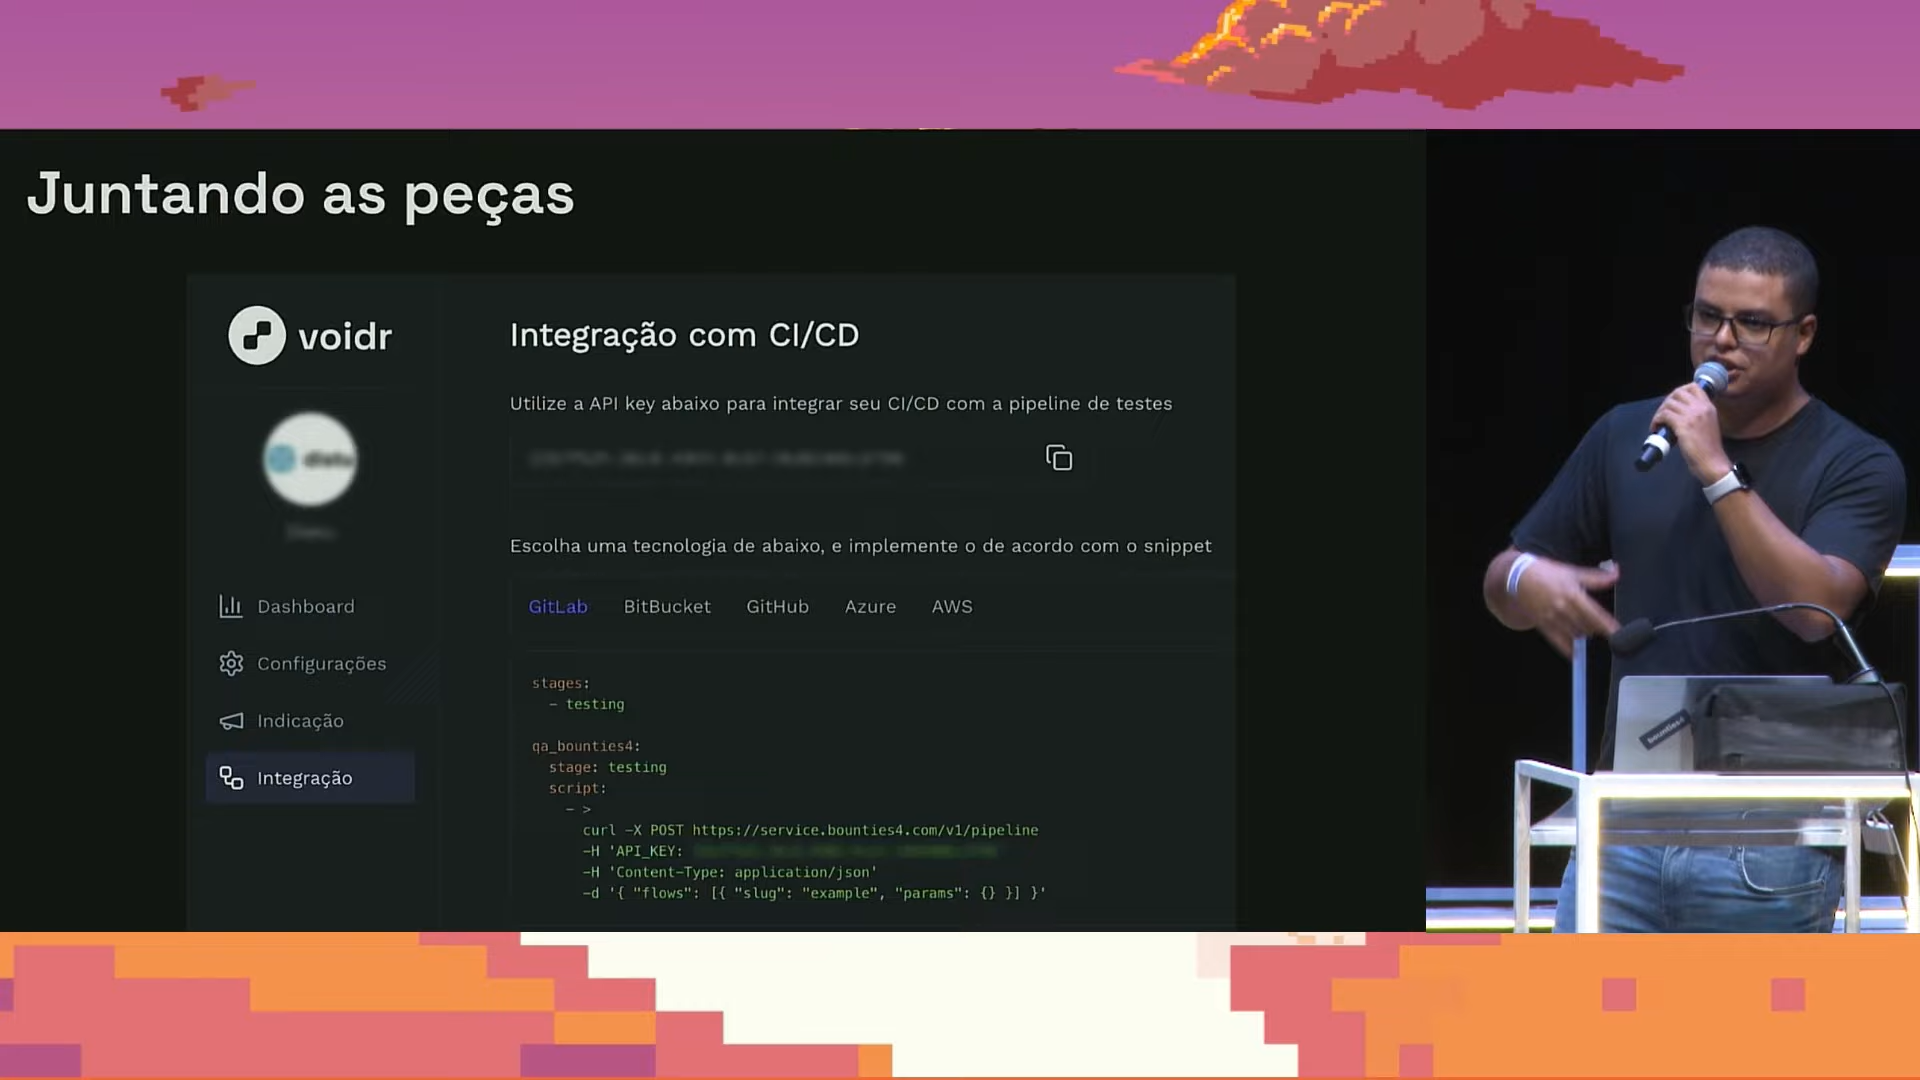 Juntando as peças
voidr
Integração com CI/CD
Utilize a API key abaixo para integrar seu CI/CD com a pipeline de testes
Escolha uma tecnologia de abaixo, e implemente o de acordo com o snippet
Dashboard
Configurações
Indicação
Integração
GitLab BitBucket GitHub Azure AWS
stages:
- testing
qa_bounties4:
stage: testing
script:
- >
curl -X POST https://service.bounties4.com/v1/pipeline
-H 'API_KEY:
-H 'Content-Type: application/json'
-d '{ "flows": [{ "slug": "example", "params": {} }] }'
bounties4